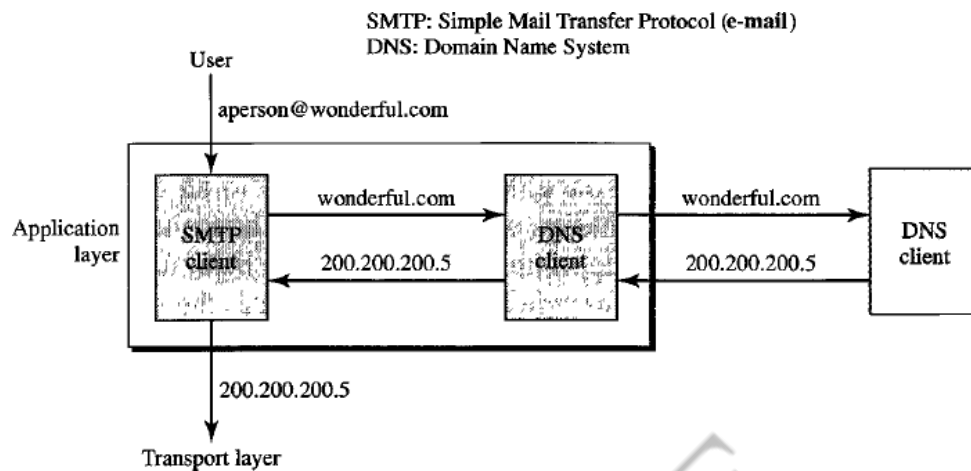 SMTP: Simple Mail Transfer Protocol (e-mail)
DNS: Domain Name System
User
aperson@wonderful.com
Application
layer
SMTP
client
wonderful.com
200.200.200.5
DNS
client
wonderful.com
200.200.200.5
DNS
client
200.200.200.5
Transport layer